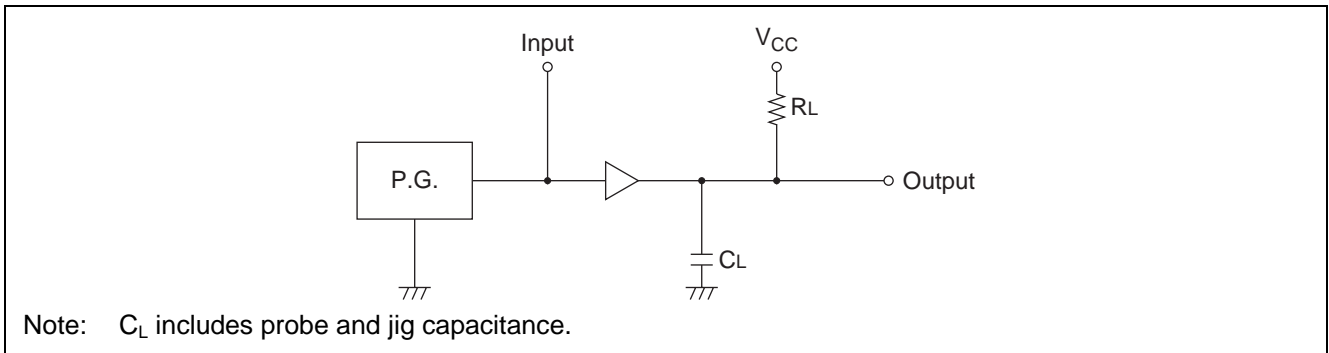 Input
VCC
RL
P.G.
Output
CL
Note: CL includes probe and jig capacitance.